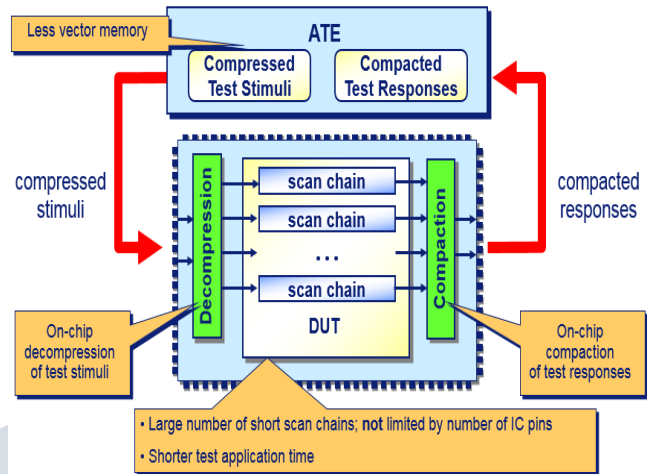 Less vector memory
ATE
Compressed
Test Stimuli
Compacted
Test Responses
compressed
stimuli
compacted
responses
Decompression
scan chain
scan chain
...
scan chain
DUT
Compaction
On-chip
decompression
of test stimuli
On-chip
compaction
of test responses
• Large number of short scan chains; not limited by number of IC pins
• Shorter test application time